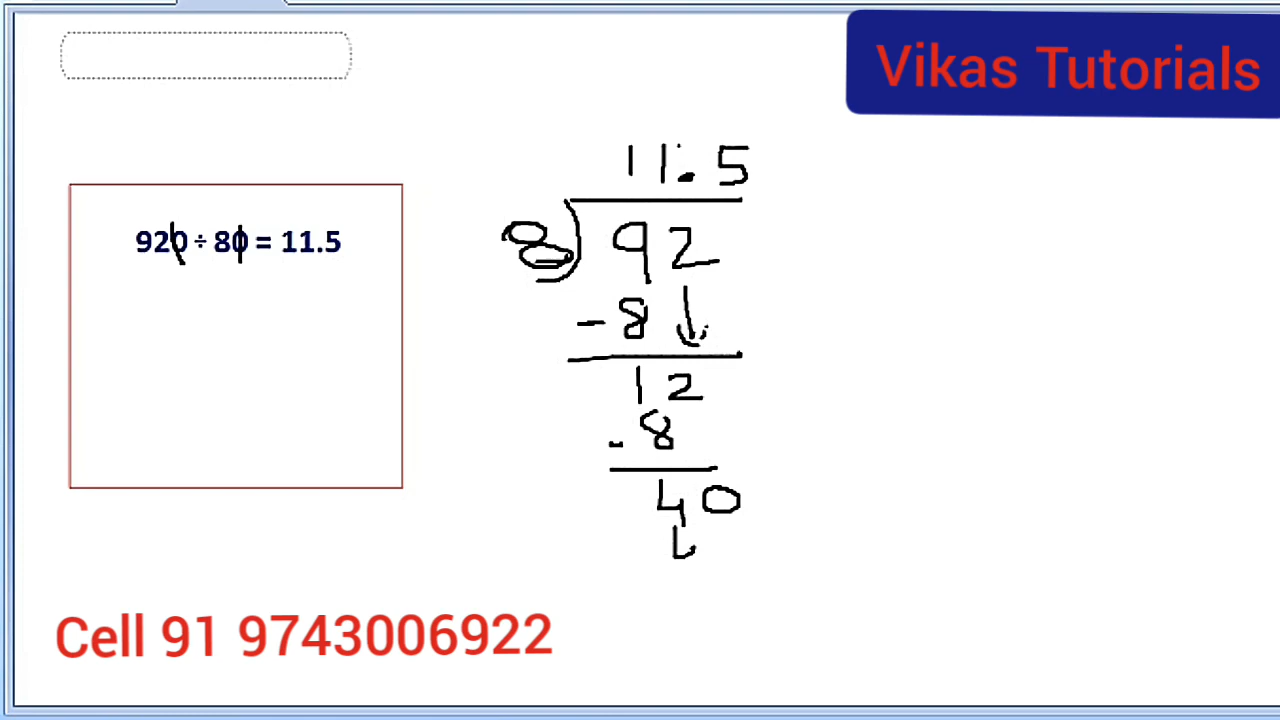 Vikas Tutorials
920 ÷ 80 = 11.5
11.5
8) 92
- 8 ↓
12
- 8
40
Cell 91 9743006922